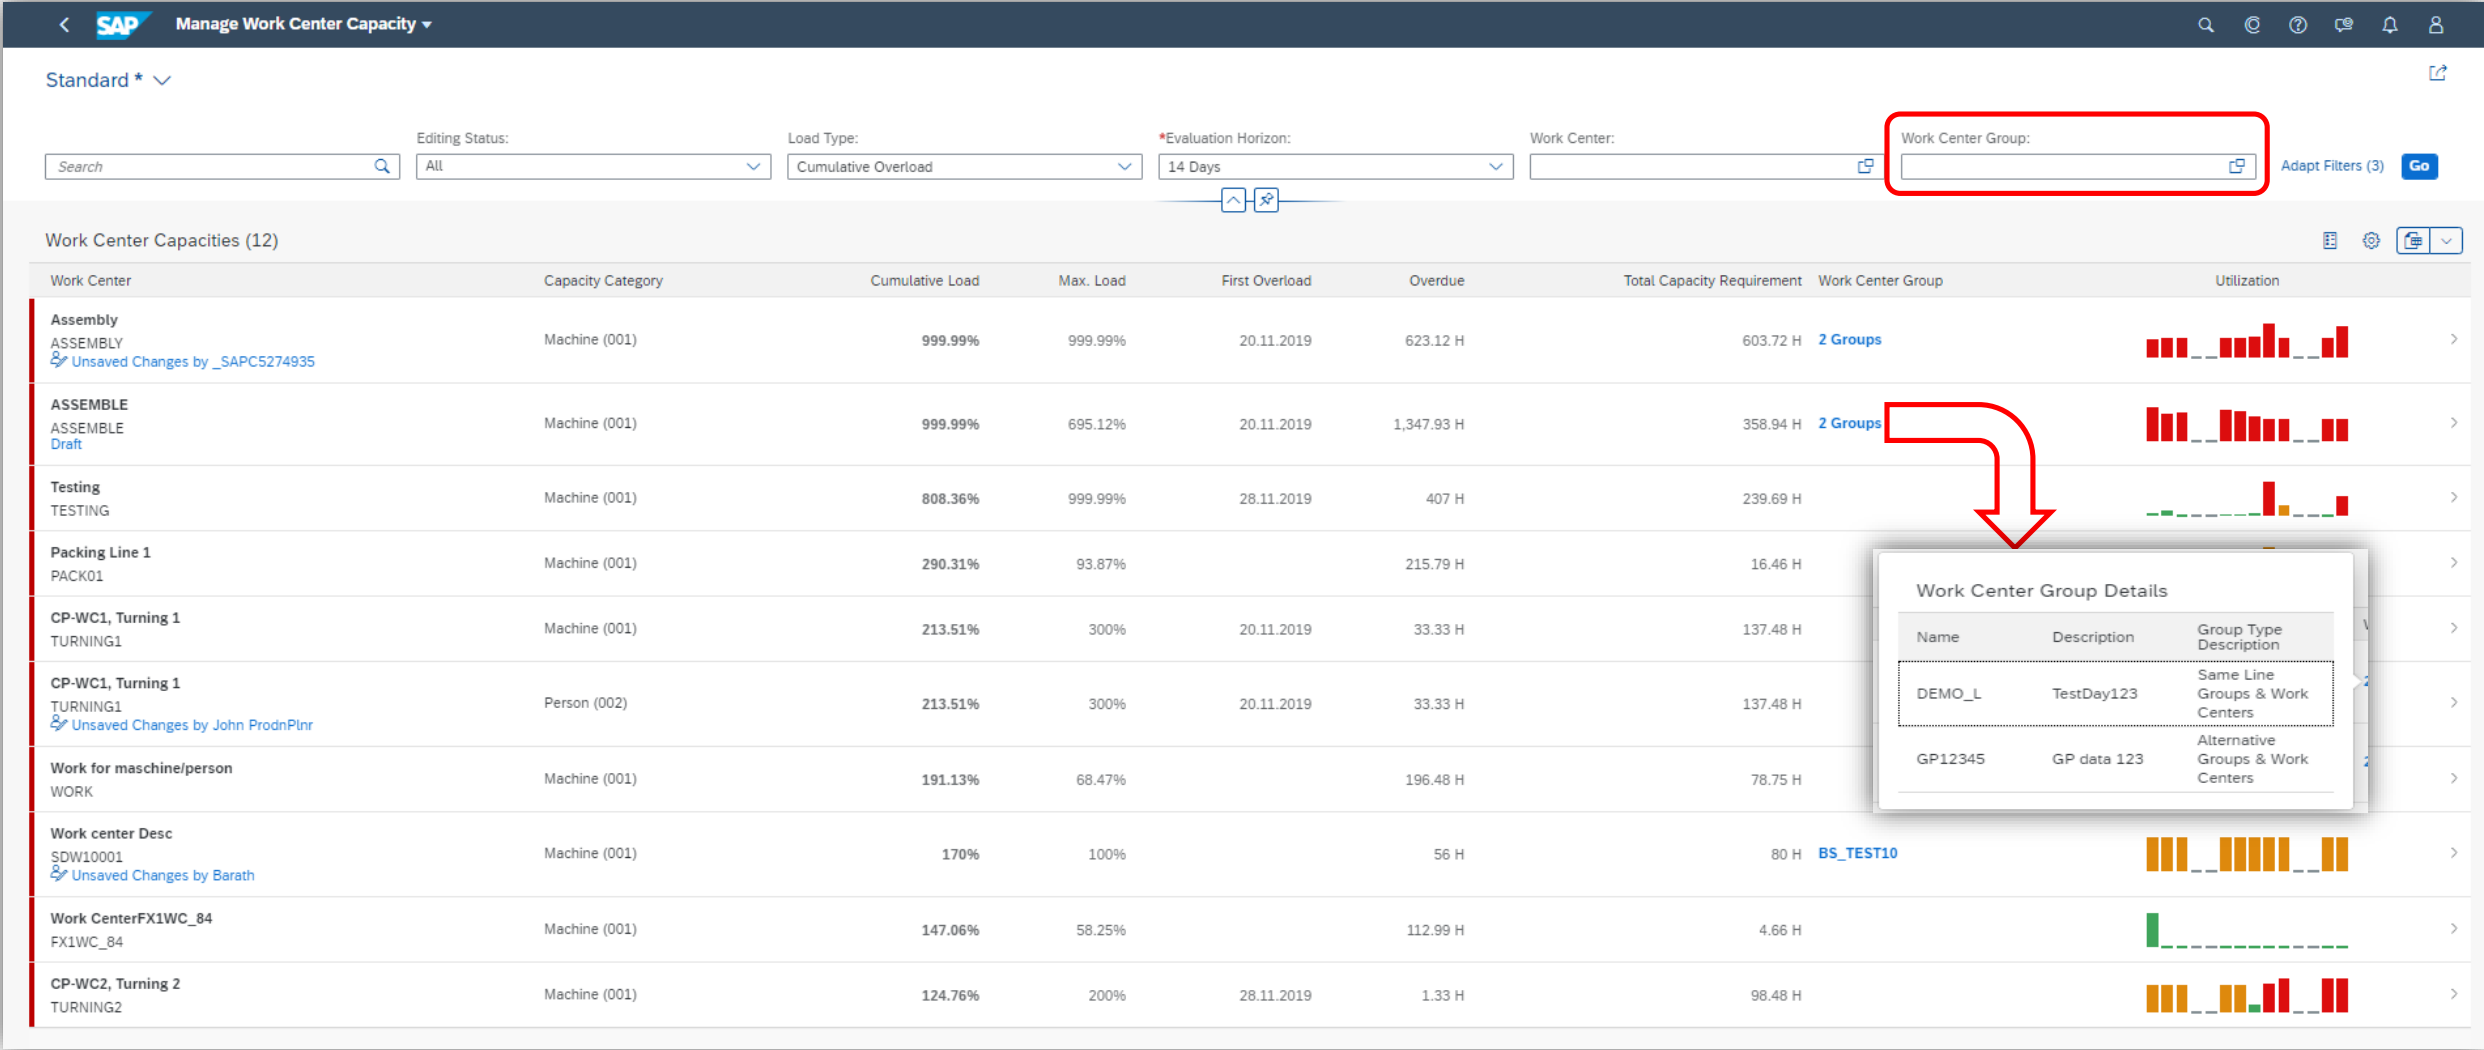 SAP Manage Work Center Capacity
Standard *
Editing Status: Load Type: *Evaluation Horizon: Work Center: Work Center Group:
Search All Cumulative Overload 14 Days Adapt Filters (3) Go
Work Center Capacities (12)
Work Center Capacity Category Cumulative Load Max. Load First Overload Overdue Total Capacity Requirement Work Center Group Utilization
Assembly
ASSEMBLY Machine (001) 999.99% 999.99% 20.11.2019 623.12 H 603.72 H 2 Groups
Unsaved Changes by _SAPC5274935
ASSEMBLE
ASSEMBLE Machine (001) 999.99% 695.12% 20.11.2019 1,347.93 H 358.94 H 2 Groups
Draft
Testing
TESTING Machine (001) 808.36% 999.99% 28.11.2019 407 H 239.69 H
Packing Line 1
PACK01 Machine (001) 290.31% 93.87% 215.79 H 16.46 H
CP-WC1, Turning 1
TURNING1 Machine (001) 213.51% 300% 20.11.2019 33.33 H 137.48 H
CP-WC1, Turning 1
TURNING1 Person (002) 213.51% 300% 20.11.2019 33.33 H 137.48 H
Unsaved Changes by John ProdnPlnr
Work for maschine/person
WORK Machine (001) 191.13% 68.47% 196.48 H 78.75 H
Work Center Group Details
Name Description Group Type
Description
DEMO_L TestDay123 Same Line
Groups & Work
Centers
GP12345 GP data 123 Alternative
Groups & Work
Centers
Work center Desc
SDW10001 Machine (001) 170% 100% 56 H 80 H BS_TEST10
Unsaved Changes by Barath
Work CenterFX1WC_84
FX1WC_84 Machine (001) 147.06% 58.25% 112.99 H 4.66 H
CP-WC2, Turning 2
TURNING2 Machine (001) 124.76% 200% 28.11.2019 1.33 H 98.48 H